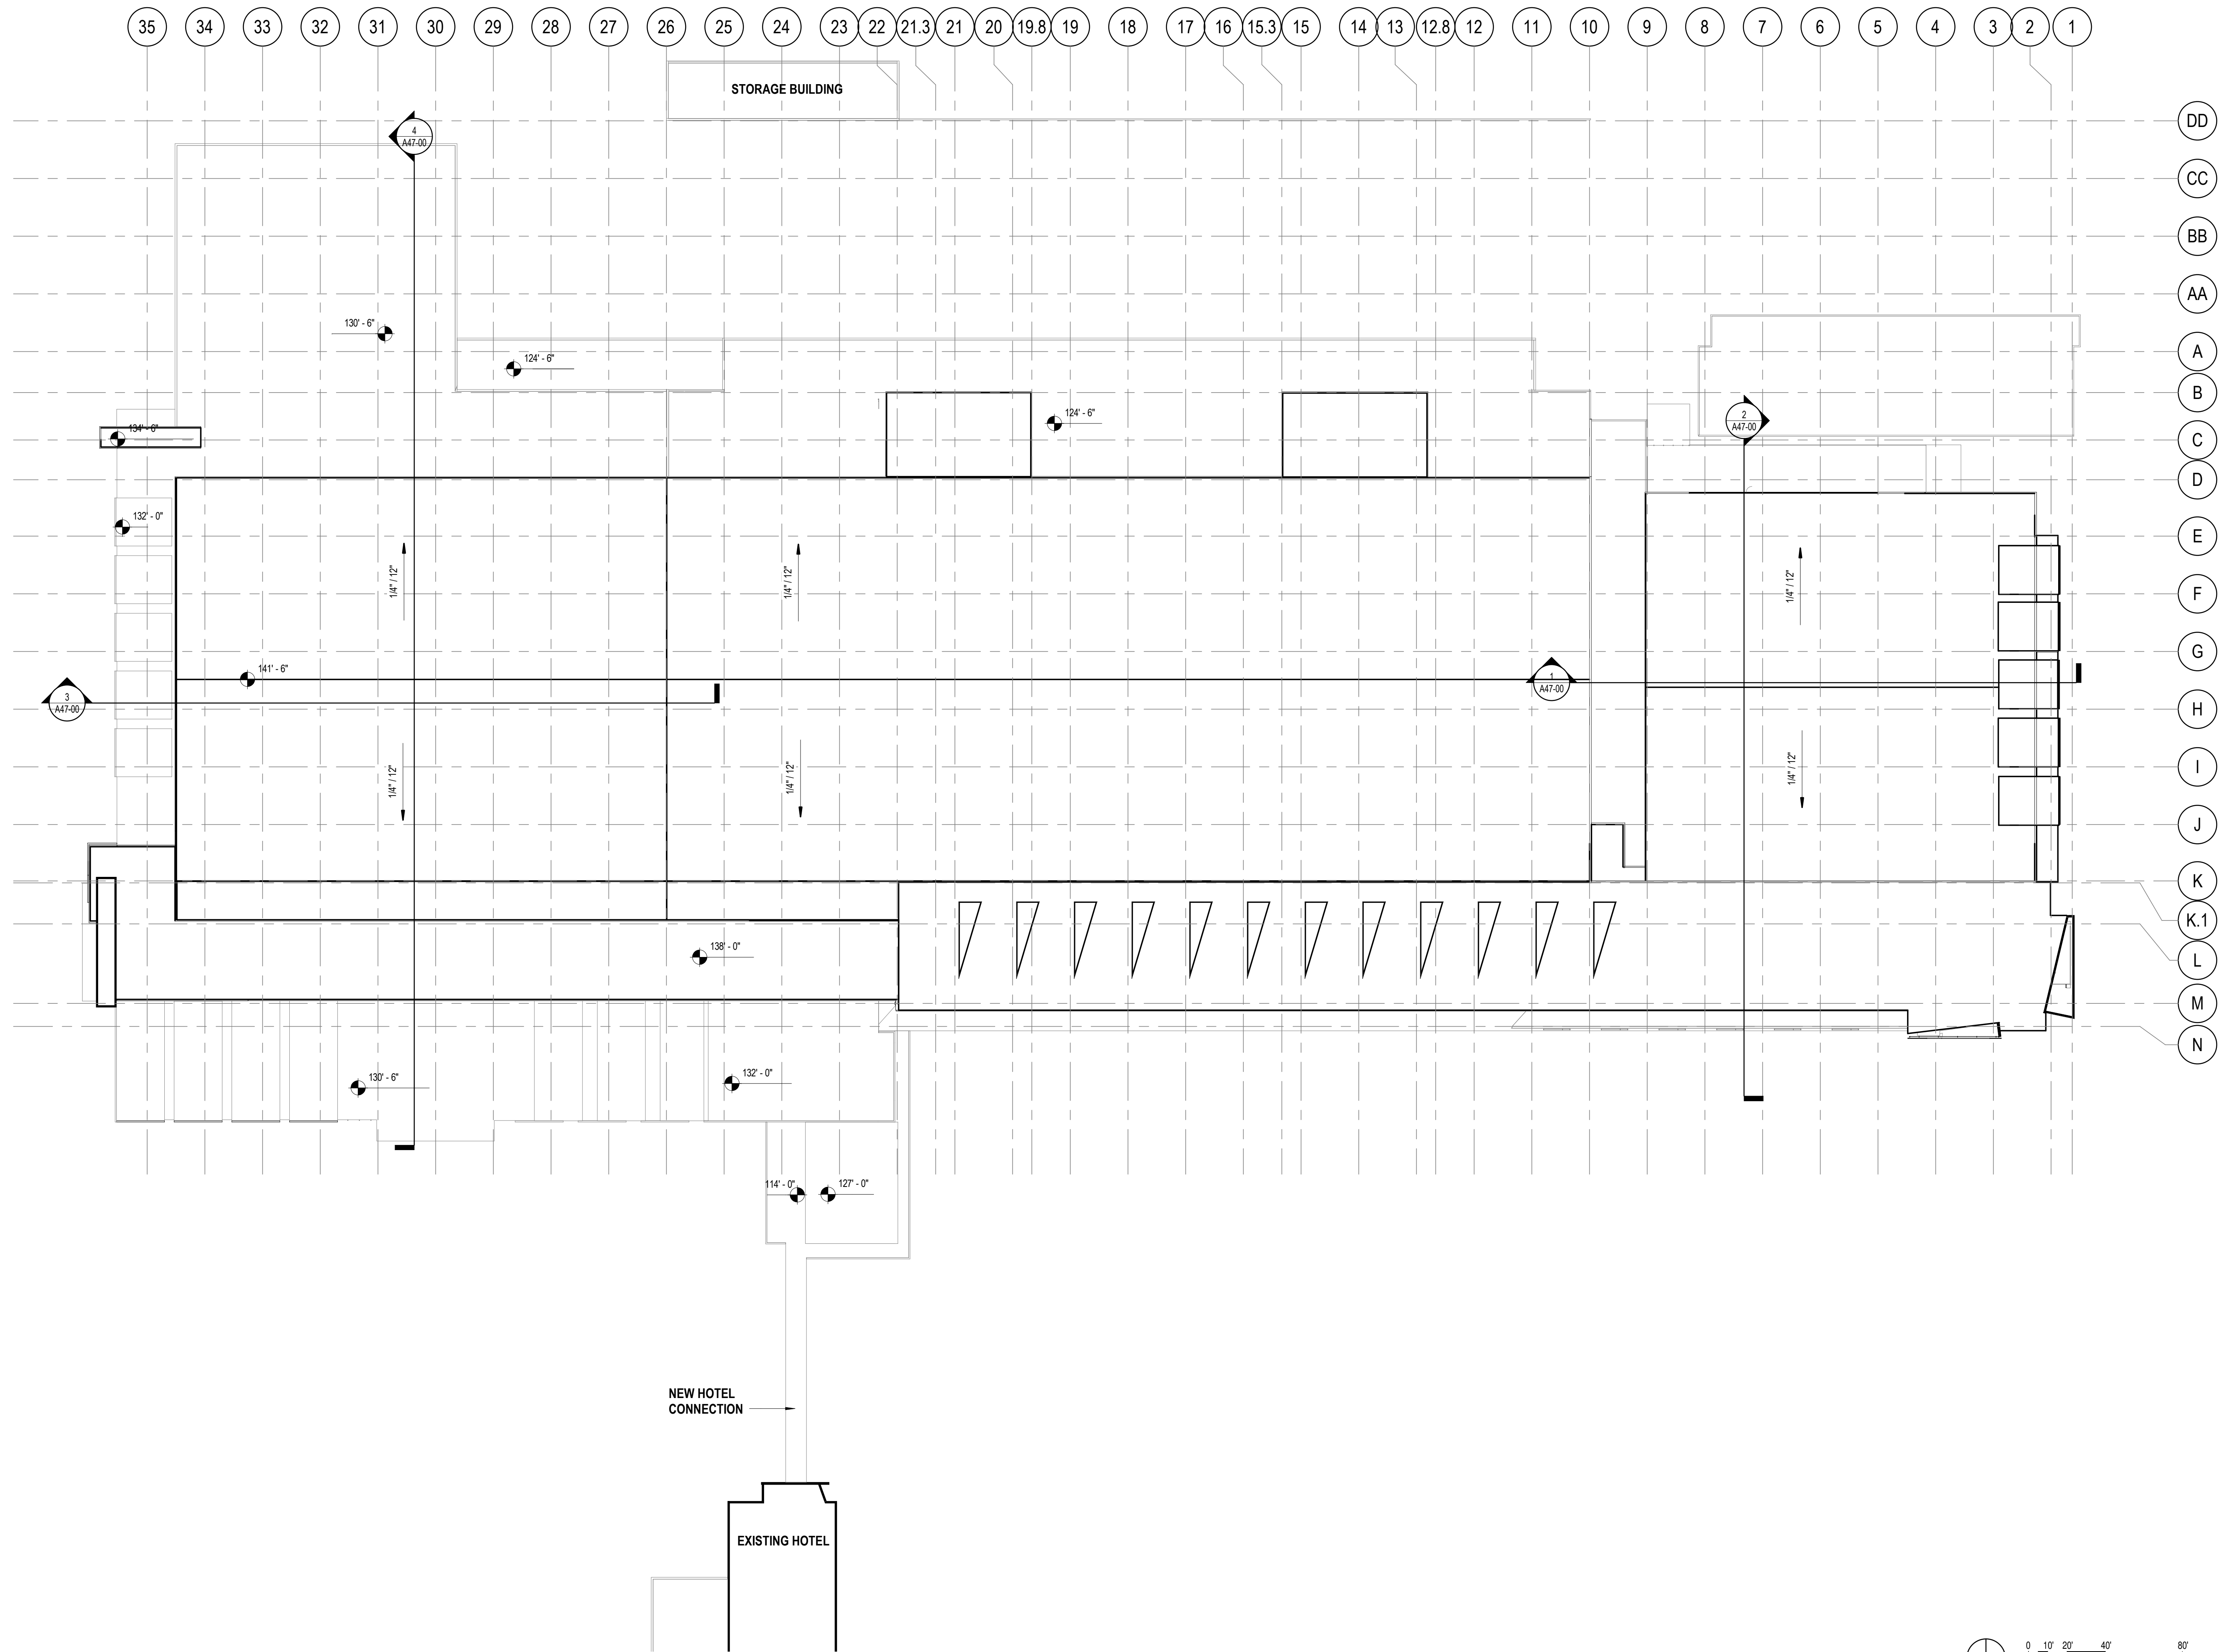 35 34 33 32 31 30 29 28 27 26 25 24 23 22 21.3 21 20 19.8 19 18 17 16 15.3 15 14 13 12.8 12 11 10 9 8 7 6 5 4 3 2 1
STORAGE BUILDING
DD
4
A47-00
CC
BB
AA
130' - 6"
A
124' - 6"
B
124' - 6"
2
A47-00
134' - 6"
C
D
132' - 0"
E
1/4" / 12"
1/4" / 12"
1/4" / 12"
F
G
141' - 6"
1
A47-00
3
A47-00
H
1/4" / 12"
1/4" / 12"
1/4" / 12"
I
J
K
K.1
138' - 0"
L
M
N
130' - 6"
132' - 0"
114' - 0"
127' - 0"
NEW HOTEL
CONNECTION
EXISTING HOTEL
0 10' 20' 40' 80'